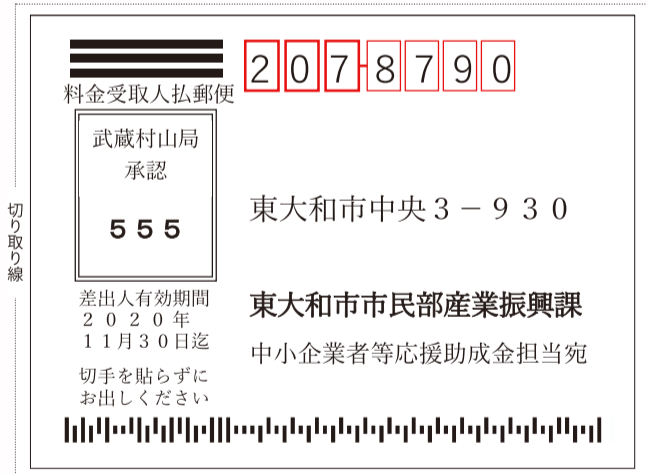 207-8790
料金受取人払郵便
武蔵村山局
承認
555
差出人有効期間
2020年
11月30日迄
切手を貼らずに
お出しください
東大和市中央3-930
東大和市市民部産業振興課
中小企業者等応援助成金担当宛
切り取り線